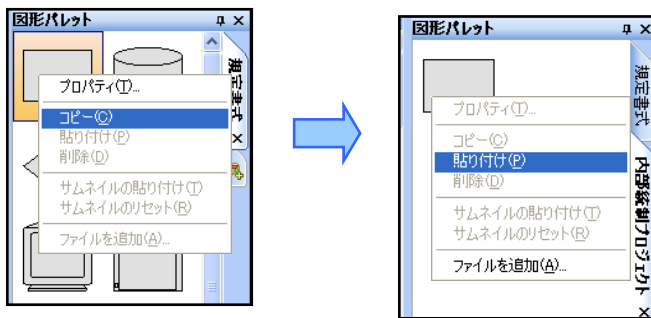 図形パレット
規定書式
プロパティ(T)...
コピー(C)
貼り付け(P)
削除(D)
サムネイルの貼り付け(T)
サムネイルのリセット(R)
ファイルを追加(A)...
図形パレット
規定書式
内部統制プロジェクト
プロパティ(T)...
コピー(C)
貼り付け(P)
削除(D)
サムネイルの貼り付け(T)
サムネイルのリセット(R)
ファイルを追加(A)...